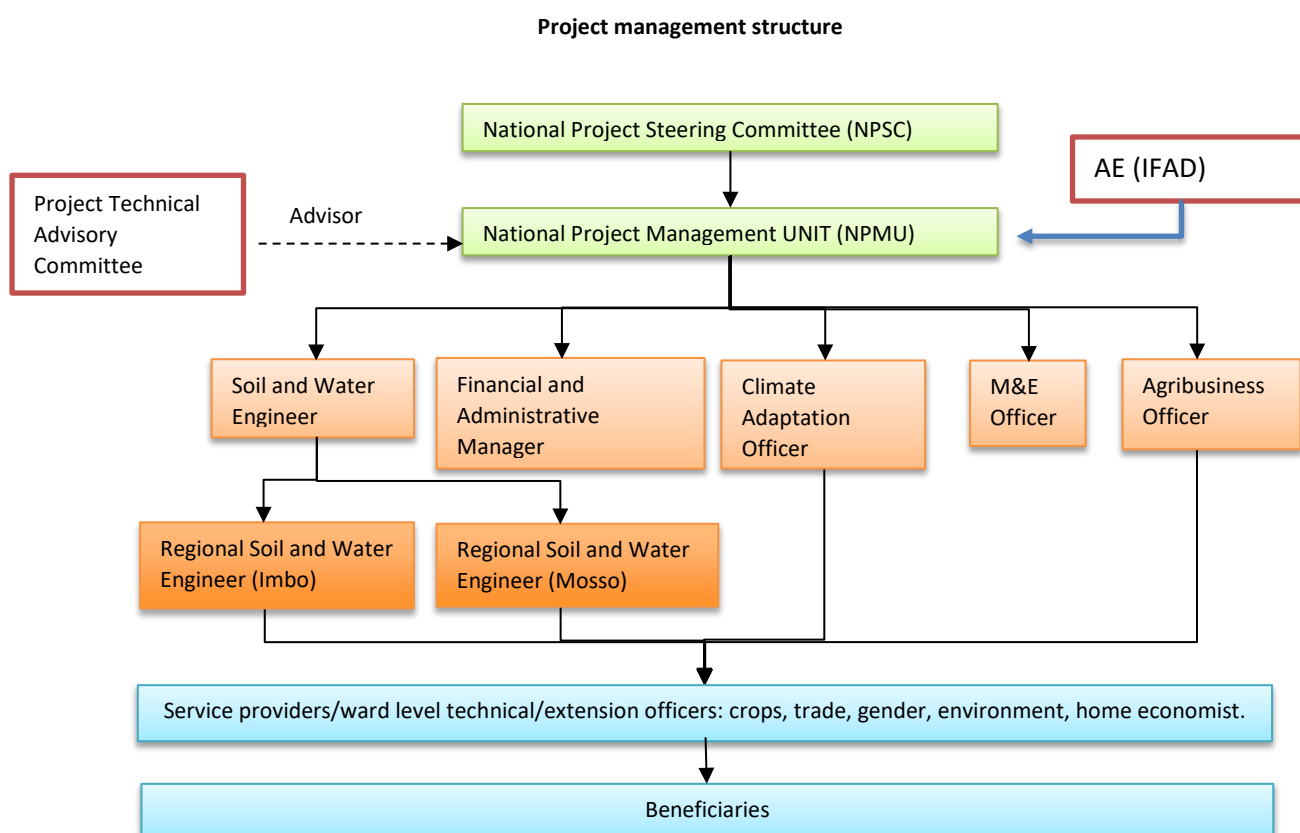 Project management structure
National Project Steering Committee (NPSC)
AE (IFAD)
Project Technical
Advisory
Committee
Advisor
National Project Management UNIT (NPMU)
Soil and Water
Engineer
Financial and
Administrative
Manager
Climate
Adaptation
Officer
M&E
Officer
Agribusiness
Officer
Regional Soil and Water
Engineer (Imbo)
Regional Soil and Water
Engineer (Mosso)
Service providers/ward level technical/extension officers: crops, trade, gender, environment, home economist.
Beneficiaries